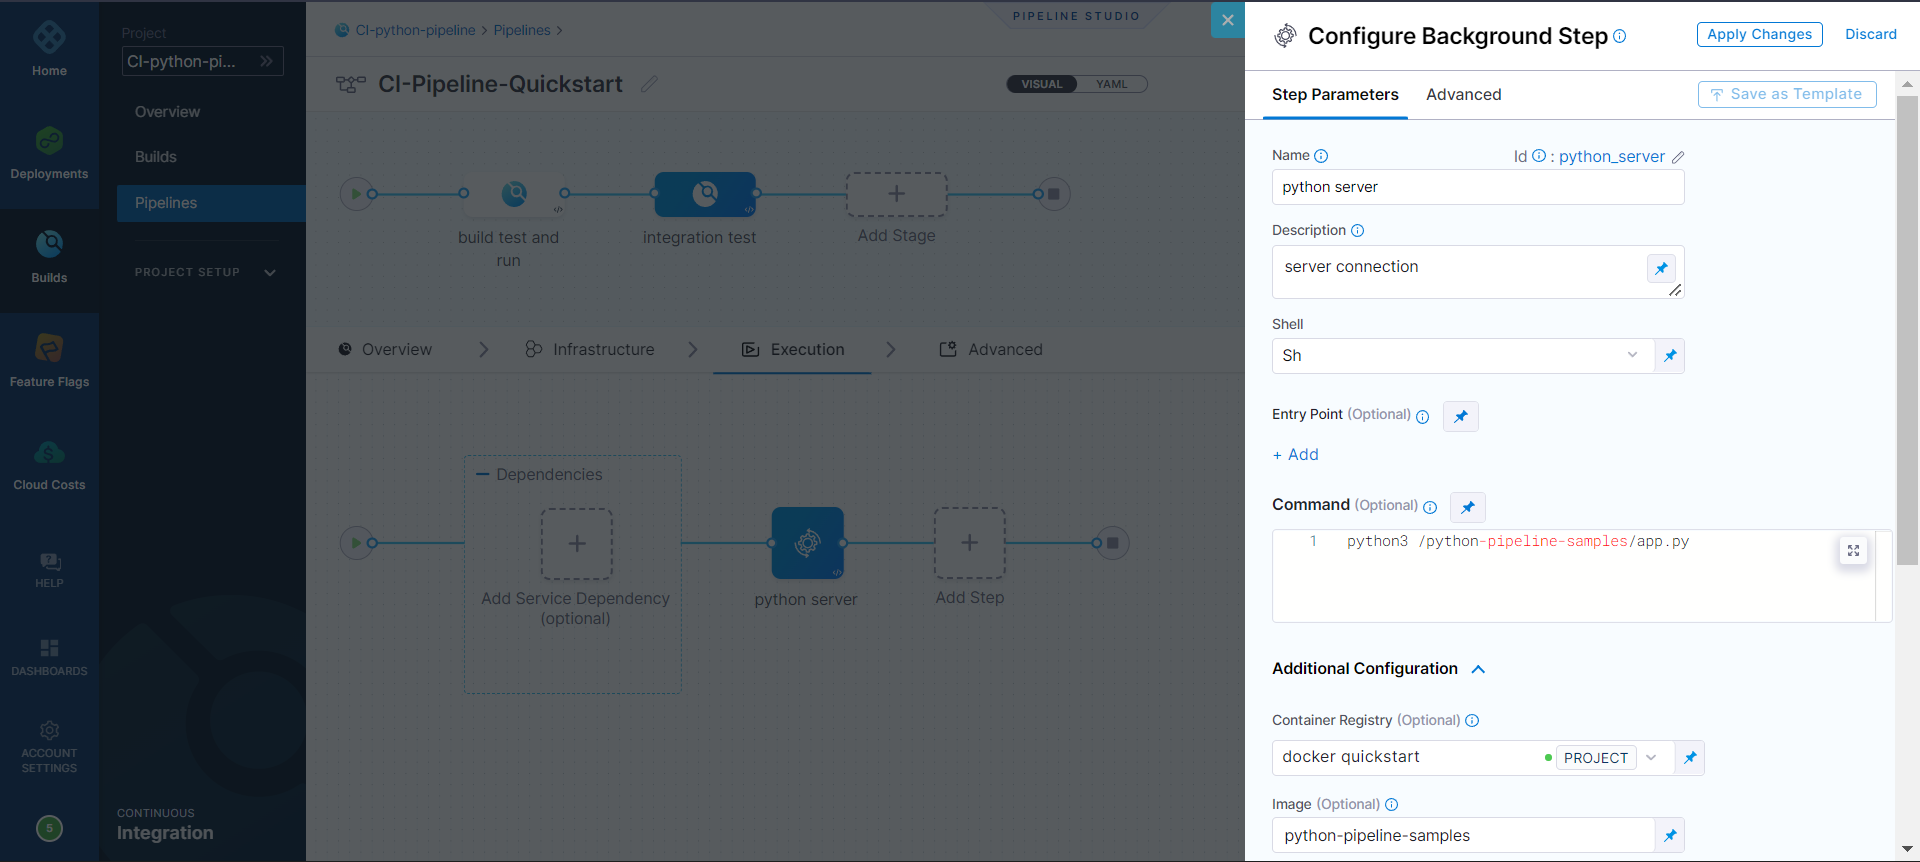 Home
Deployments
Builds
Feature Flags
Cloud Costs
HELP
DASHBOARDS
ACCOUNT
SETTINGS
5
Project
CI-python-pi...
Overview
Builds
Pipelines
PROJECT SETUP
CONTINUOUS
Integration
CI-python-pipeline > Pipelines >
PIPELINE STUDIO
CI-Pipeline-Quickstart
VISUAL YAML
build test and
run
integration test
Add Stage
Overview
Infrastructure
Execution
Advanced
Dependencies
Add Service Dependency
(optional)
python server
Add Step
Configure Background Step
Apply Changes
Discard
Step Parameters
Advanced
Save as Template
Name
Id : python_server
python server
Description
server connection
Shell
Sh
Entry Point (Optional)
+ Add
Command (Optional)
1 python3 /python-pipeline-samples/app.py
Additional Configuration
Container Registry (Optional)
docker quickstart PROJECT
Image (Optional)
python-pipeline-samples